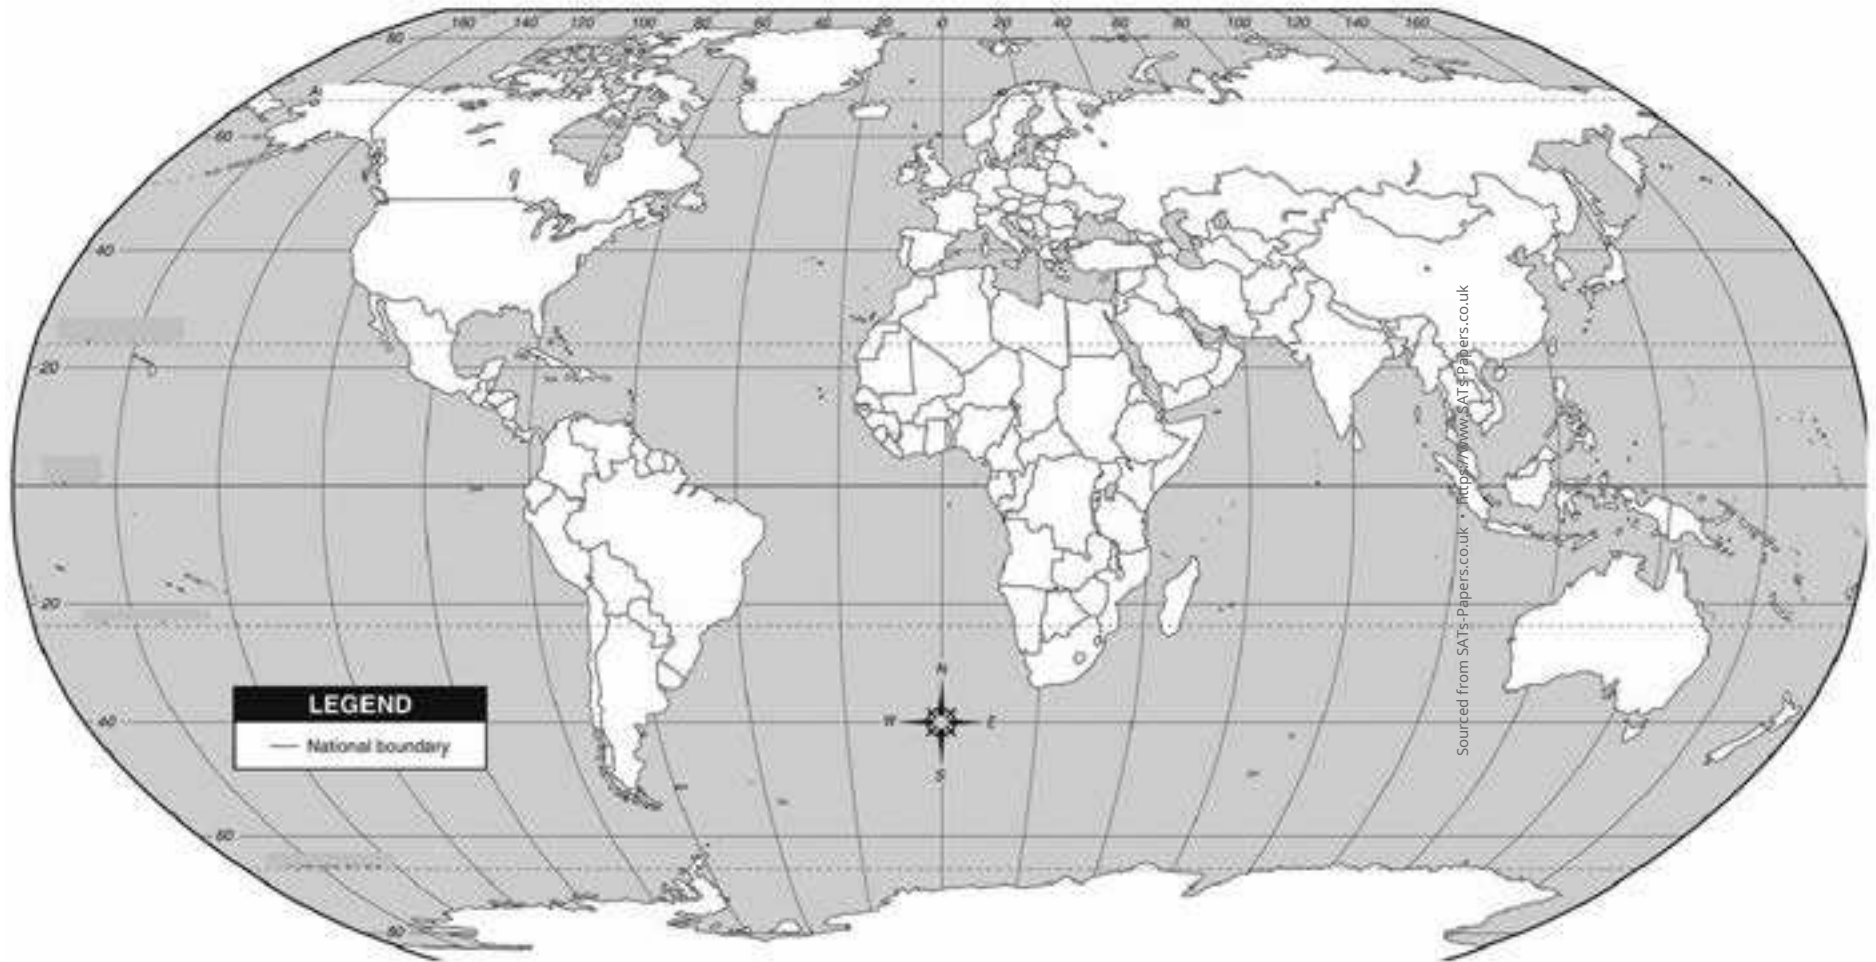 160 140 120 100 80 60 40 20 0 20 40 60 80 100 120 140 160
80
60
40
20
20
40
60
80
N
W E
S
LEGEND
National boundary
Sourced from SATs-Papers.co.uk • https://www.SATs-Papers.co.uk